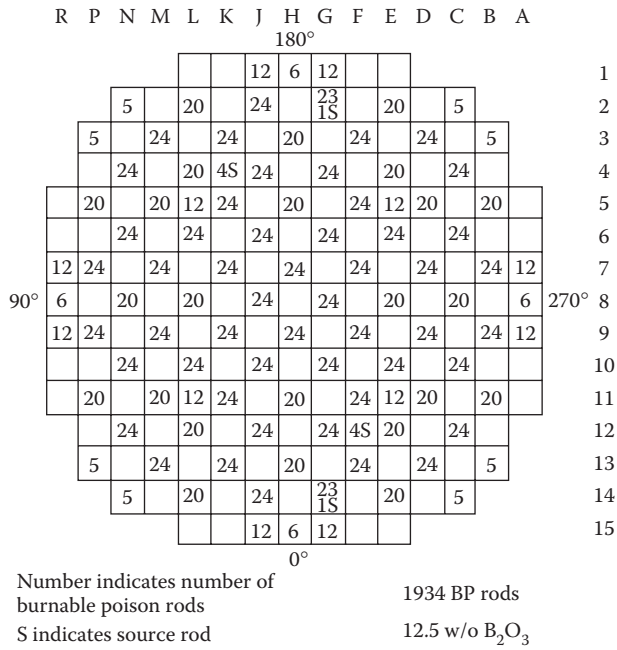 R P N M L K J H G F E D C B A
180°
12 6 12 1
5 20 24 23 20 5 2
1S
5 24 24 20 24 24 5 3
24 20 4S 24 24 20 24 4
20 20 12 24 20 24 12 20 20 5
24 24 24 24 24 24 6
12 24 24 24 24 24 24 24 12 7
90° 6 20 20 24 24 20 20 6 270° 8
12 24 24 24 24 24 24 24 12 9
24 24 24 24 24 24 10
20 20 12 24 20 24 12 20 20 11
24 20 24 24 4S 20 24 12
5 24 24 20 24 24 5 13
5 20 24 23 20 5 14
1S
12 6 12 15
0°
Number indicates number of
burnable poison rods
S indicates source rod
1934 BP rods
12.5 w/o B₂O₃